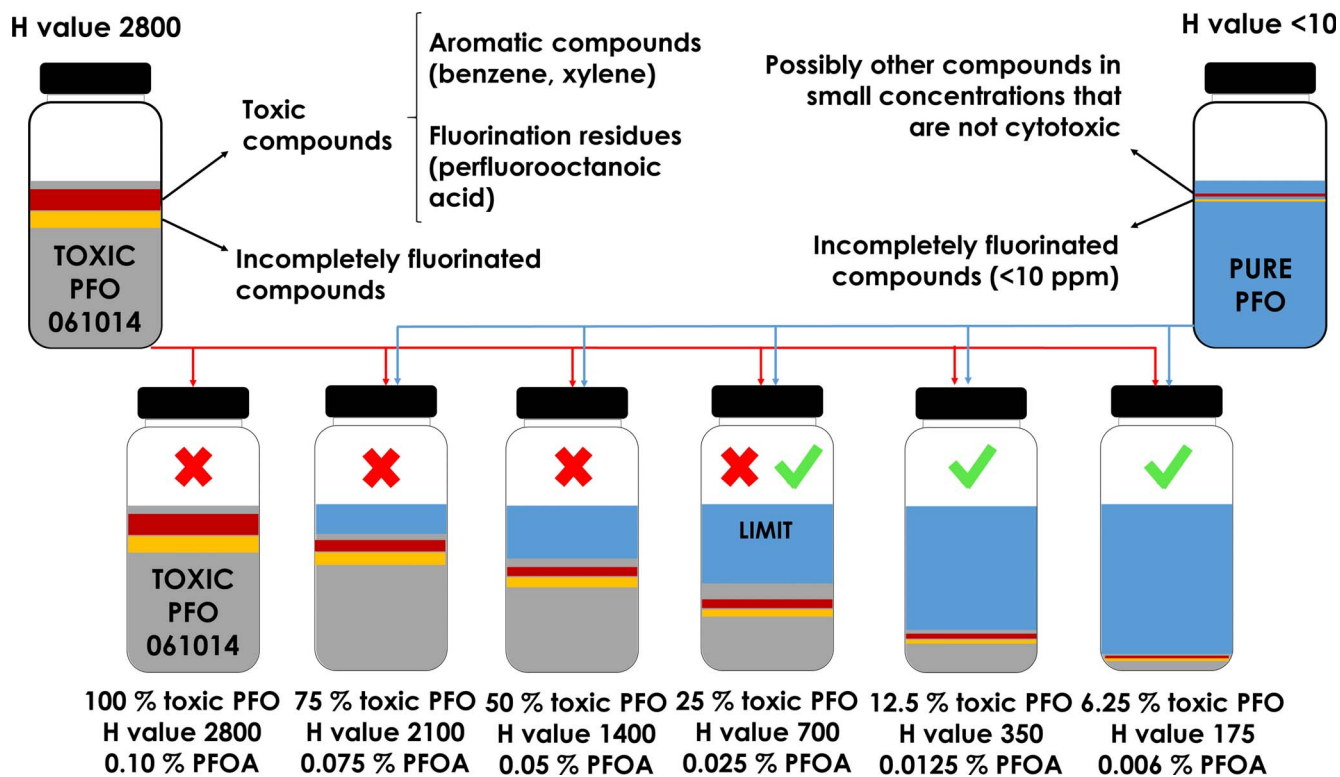 H value 2800
H value <10
Aromatic compounds
(benzene, xylene)
Toxic
compounds
Fluorination residues
(perfluorooctanoic
acid)
Possibly other compounds in
small concentrations that
are not cytotoxic
Incompletely fluorinated
compounds
Incompletely fluorinated
compounds (<10 ppm)
TOXIC
PFO
061014
PURE
PFO
LIMIT
TOXIC
PFO
061014
100 % toxic PFO
H value 2800
0.10 % PFOA
75 % toxic PFO
H value 2100
0.075 % PFOA
50 % toxic PFO
H value 1400
0.05 % PFOA
25 % toxic PFO
H value 700
0.025 % PFOA
12.5 % toxic PFO
H value 350
0.0125 % PFOA
6.25 % toxic PFO
H value 175
0.006 % PFOA